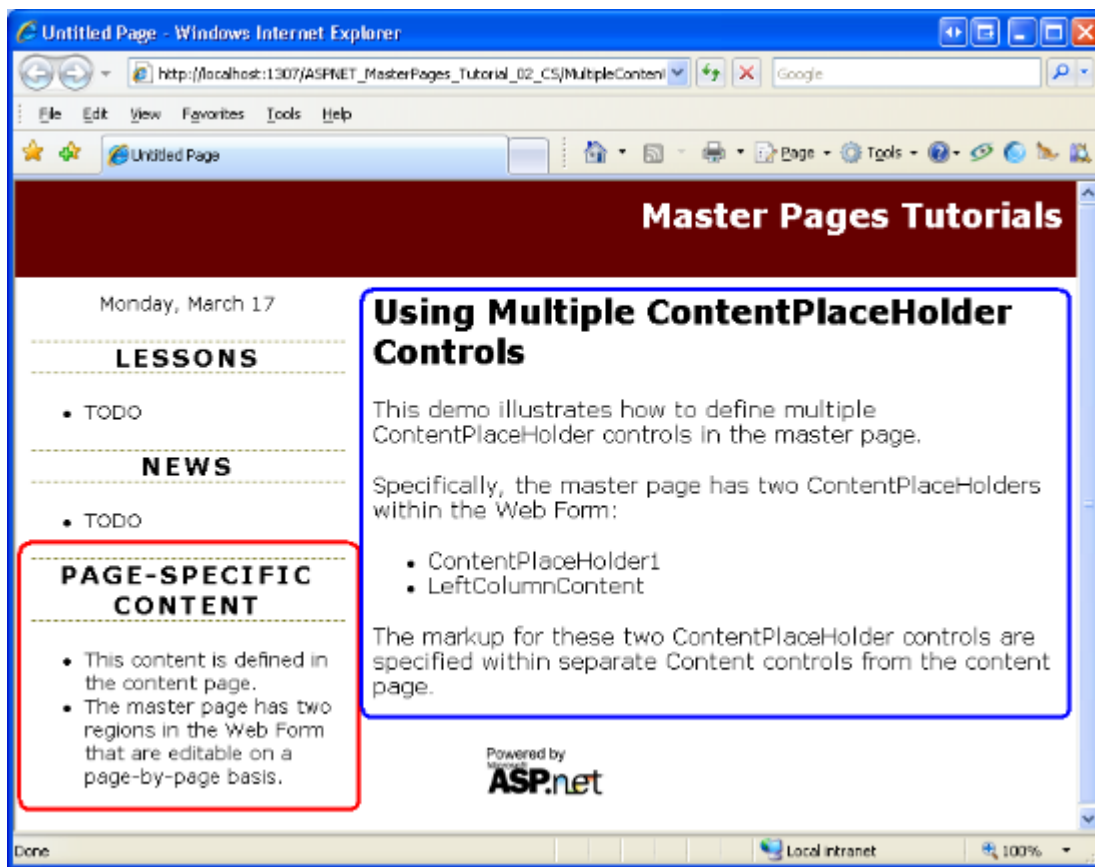 Untitled Page - Windows Internet Explorer
http://localhost:1307/ASPNET_MasterPages_Tutorial_02_CS/MultipleConten
Google
File Edit View Favorites Tools Help
Untitled Page
Page Tools
Master Pages Tutorials
Monday, March 17
LESSONS
• TODO
NEWS
• TODO
PAGE-SPECIFIC
CONTENT
• This content is defined in
the content page.
• The master page has two
regions in the Web Form
that are editable on a
page-by-page basis.
Using Multiple ContentPlaceHolder
Controls
This demo illustrates how to define multiple
ContentPlaceHolder controls in the master page.
Specifically, the master page has two ContentPlaceHolders
within the Web Form:
• ContentPlaceHolder1
• LeftColumnContent
The markup for these two ContentPlaceHolder controls are
specified within separate Content controls from the content
page.
Powered by
Microsoft
ASP.net
Done
Local intranet
100%